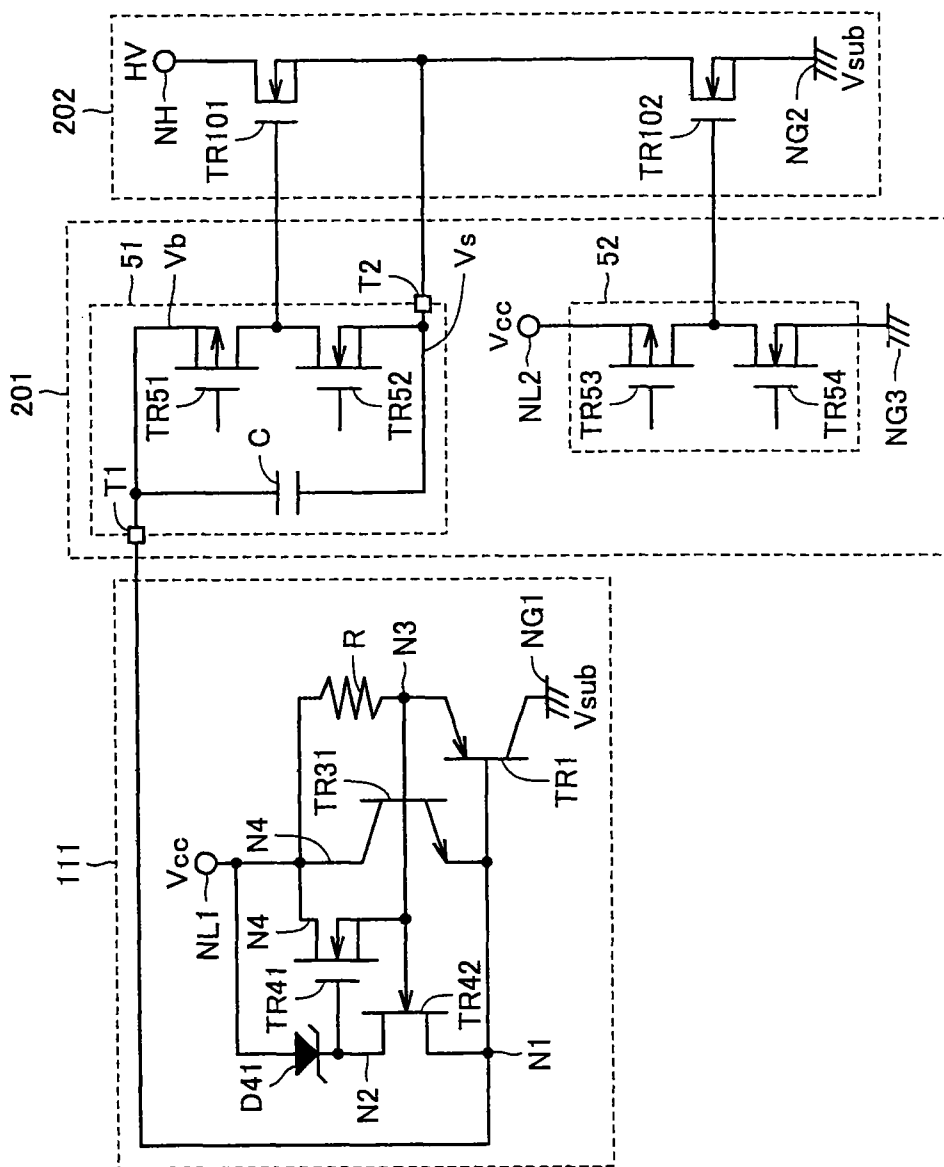 202
HV
NH
TR101
TR102
NG2
Vsub
201
51
Vb
T1
TR51
C
TR52
T2
Vs
52
Vcc
NL2
TR53
TR54
NG3
111
Vcc
NL1
N4
N4
TR31
R
N3
D41
TR41
N2
TR42
N1
TR1
NG1
Vsub